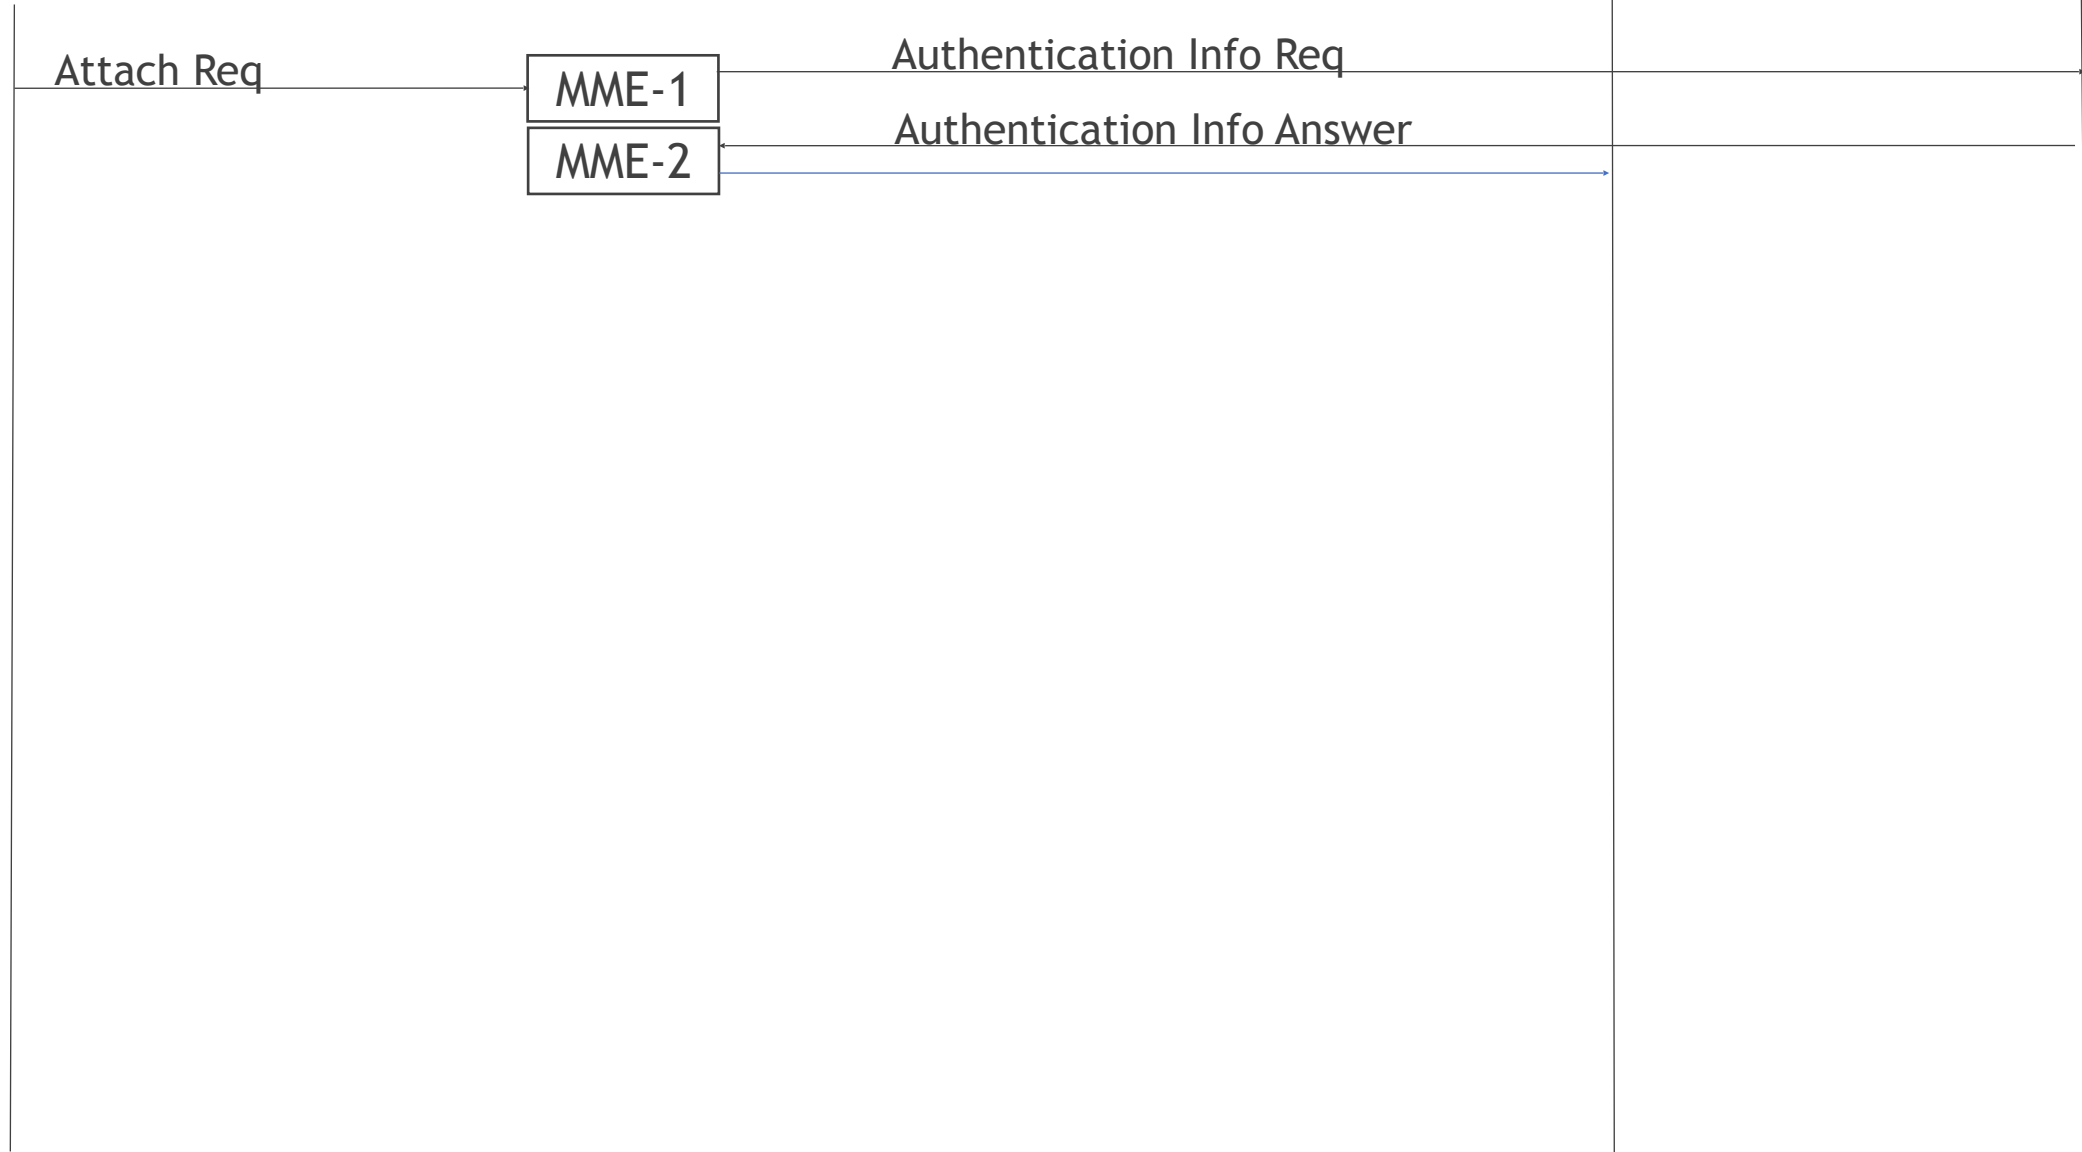 Attach Req
MME-1
Authentication Info Req
MME-2
Authentication Info Answer